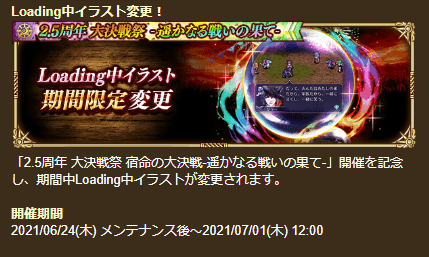 Loading中イラスト変更！
2.5周年 大決戦祭 -遥かなる戦いの果て-
Loading中イラスト
期間限定変更
「2.5周年 大決戦祭 宿命の大決戦-遥かなる戦いの果て-」開催を記念
し、期間中Loading中イラストが変更されます。
開催期間
2021/06/24(木) メンテナンス後～2021/07/01(木) 12:00